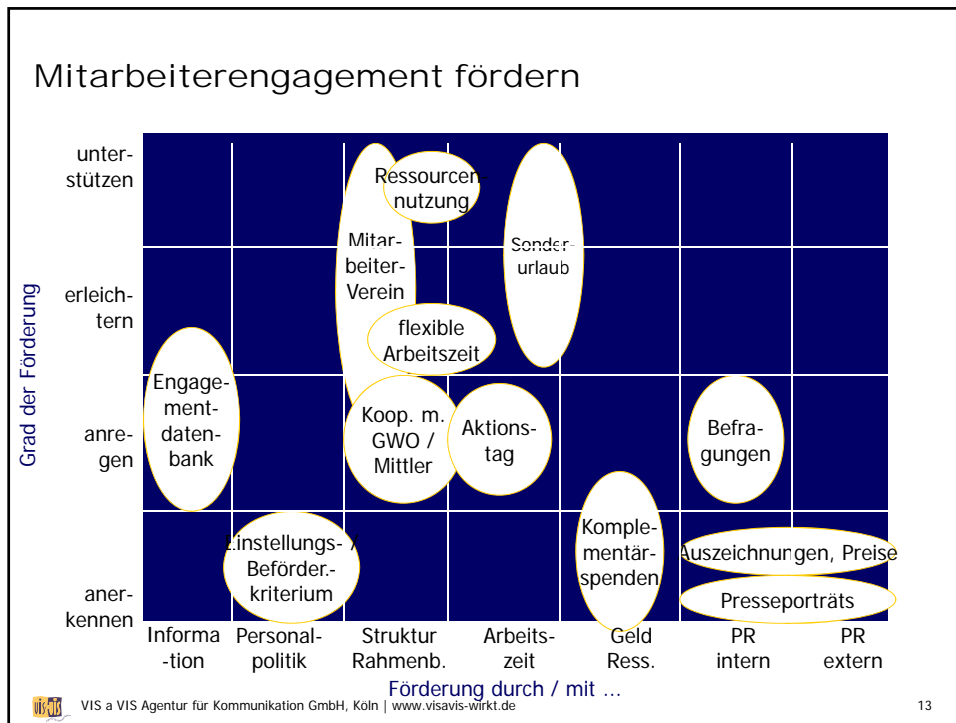 Mitarbeiterengagement fördern
Grad der Förderung
unter-
stützen
erleich-
tern
anre-
gen
aner-
kennen
Ressourcen
nutzung
Mitar-
beiter-
Verein
Sonder-
urlaub
flexible
Arbeitszeit
Engage-
ment-
daten-
bank
Koop. m.
GWO /
Mittler
Aktions-
tag
Befra-
gungen
Einstellungs- /
Beförder.-
kriterium
Komple-
mentär-
spenden
Auszeichnungen, Preise
Presseporträts
Informa
-tion
Personal-
politik
Struktur
Rahmenb.
Arbeits-
zeit
Geld
Ress.
PR
intern
PR
extern
Förderung durch / mit ...
vis-à-vis
VIS a VIS Agentur für Kommunikation GmbH, Köln | www.visavis-wirkt.de
13